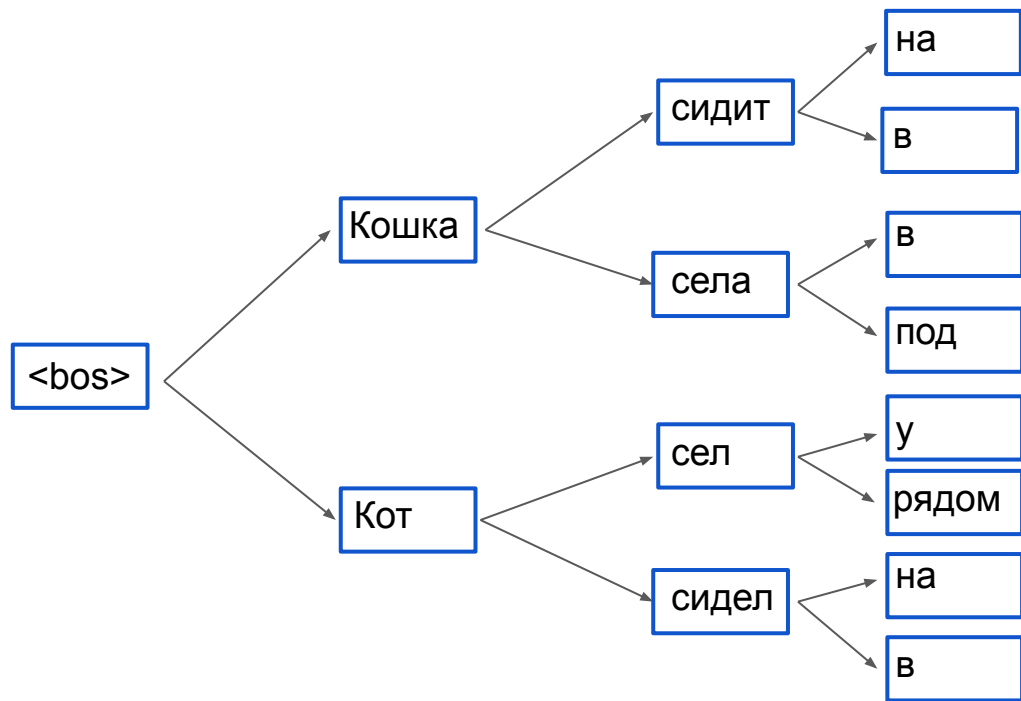 <bos>
Кошка
Кот
сидит
села
сел
сидел
на
в
в
под
у
рядом
на
в